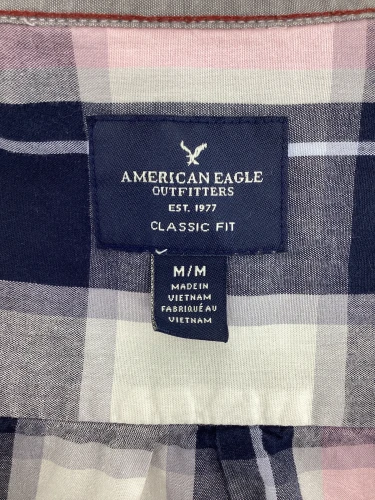 AMERICAN EAGLE
OUTFITTERS
EST. 1977
CLASSIC FIT
M/M
MADE IN
VIETNAM
FABRIQUÉ AU
VIETNAM